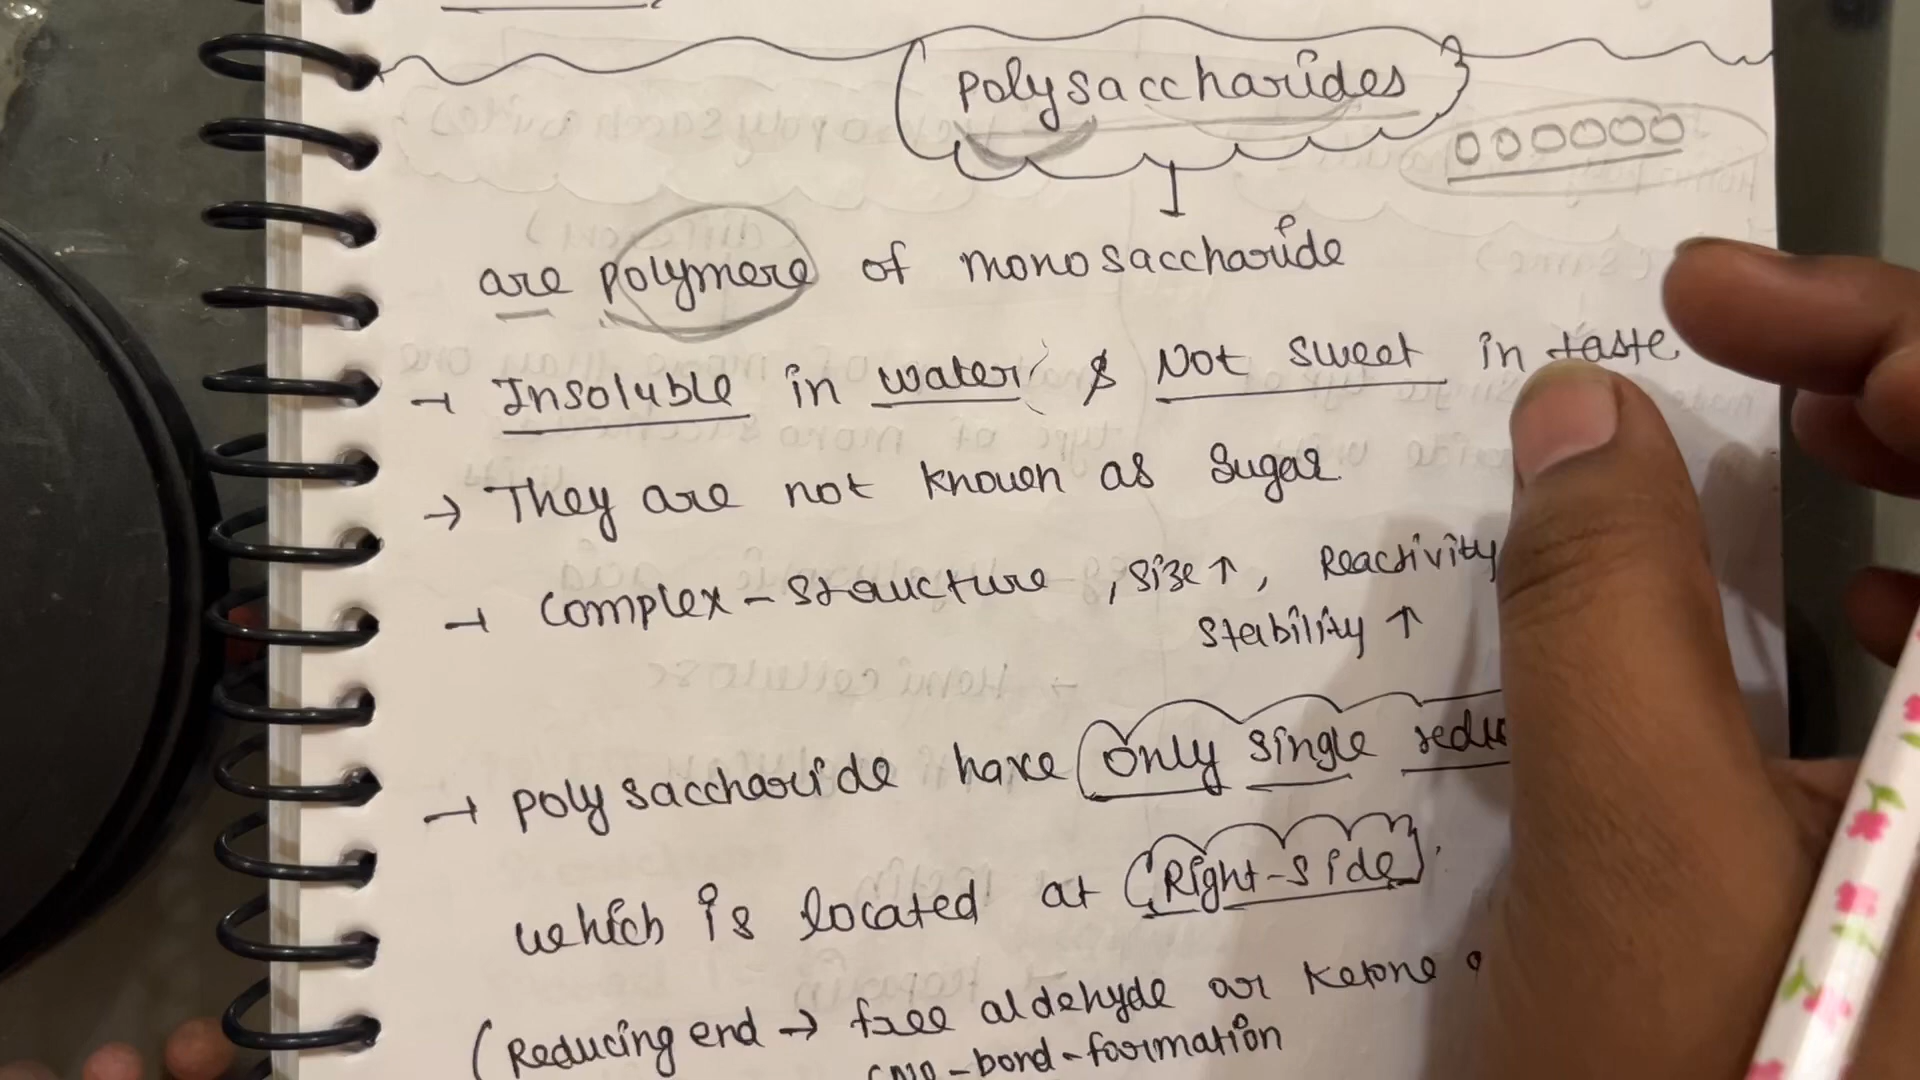 polysaccharides
are polymere of monosaccharide
→ Insoluble in water & Not sweet in taste
→ They are not known as Sugar.
→ Complex-structure, size↑, Reactivity
Stability ↑
→ polysaccharide have only single
which is located at Right-side.
(Reducing end → free aldehyde or ketone
-bond-formation